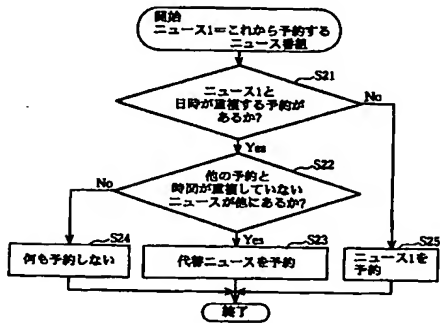 開始
ニュース1=これから予約する
ニュース番組
S21
ニュース1と
日時が重複する予約が
あるか?
No
Yes
S22
他の予約と
時間が重複していない
ニュースが他にあるか?
No
Yes
S24
何も予約しない
S23
代替ニュースを予約
S25
ニュース1を
予約
終了